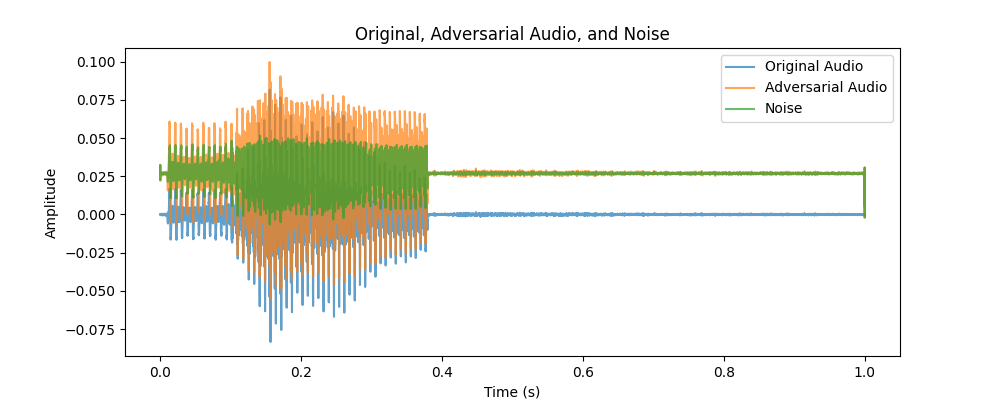 Original, Adversarial Audio, and Noise
Original Audio
Adversarial Audio
Noise
Amplitude
0.100
0.075
0.050
0.025
0.000
−0.025
−0.050
−0.075
0.0 0.2 0.4 0.6 0.8 1.0
Time (s)